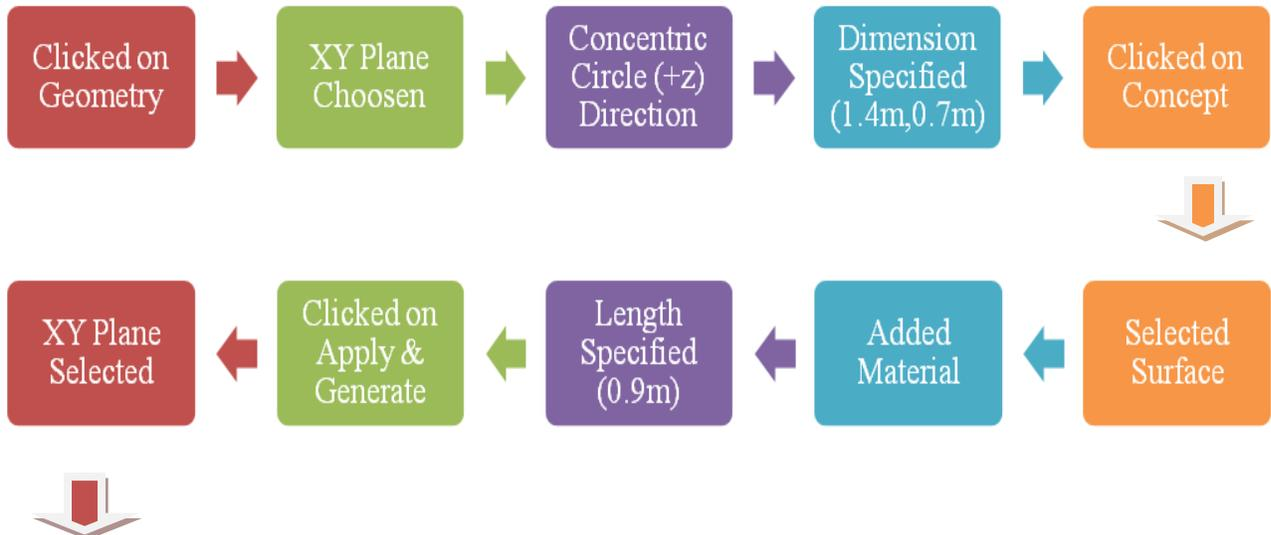 Clicked on
Geometry
XY Plane
Choosen
Concentric
Circle (+z)
Direction
Dimension
Specified
(1.4m,0.7m)
Clicked on
Concept
Selected
Surface
Added
Material
Length
Specified
(0.9m)
Clicked on
Apply &
Generate
XY Plane
Selected